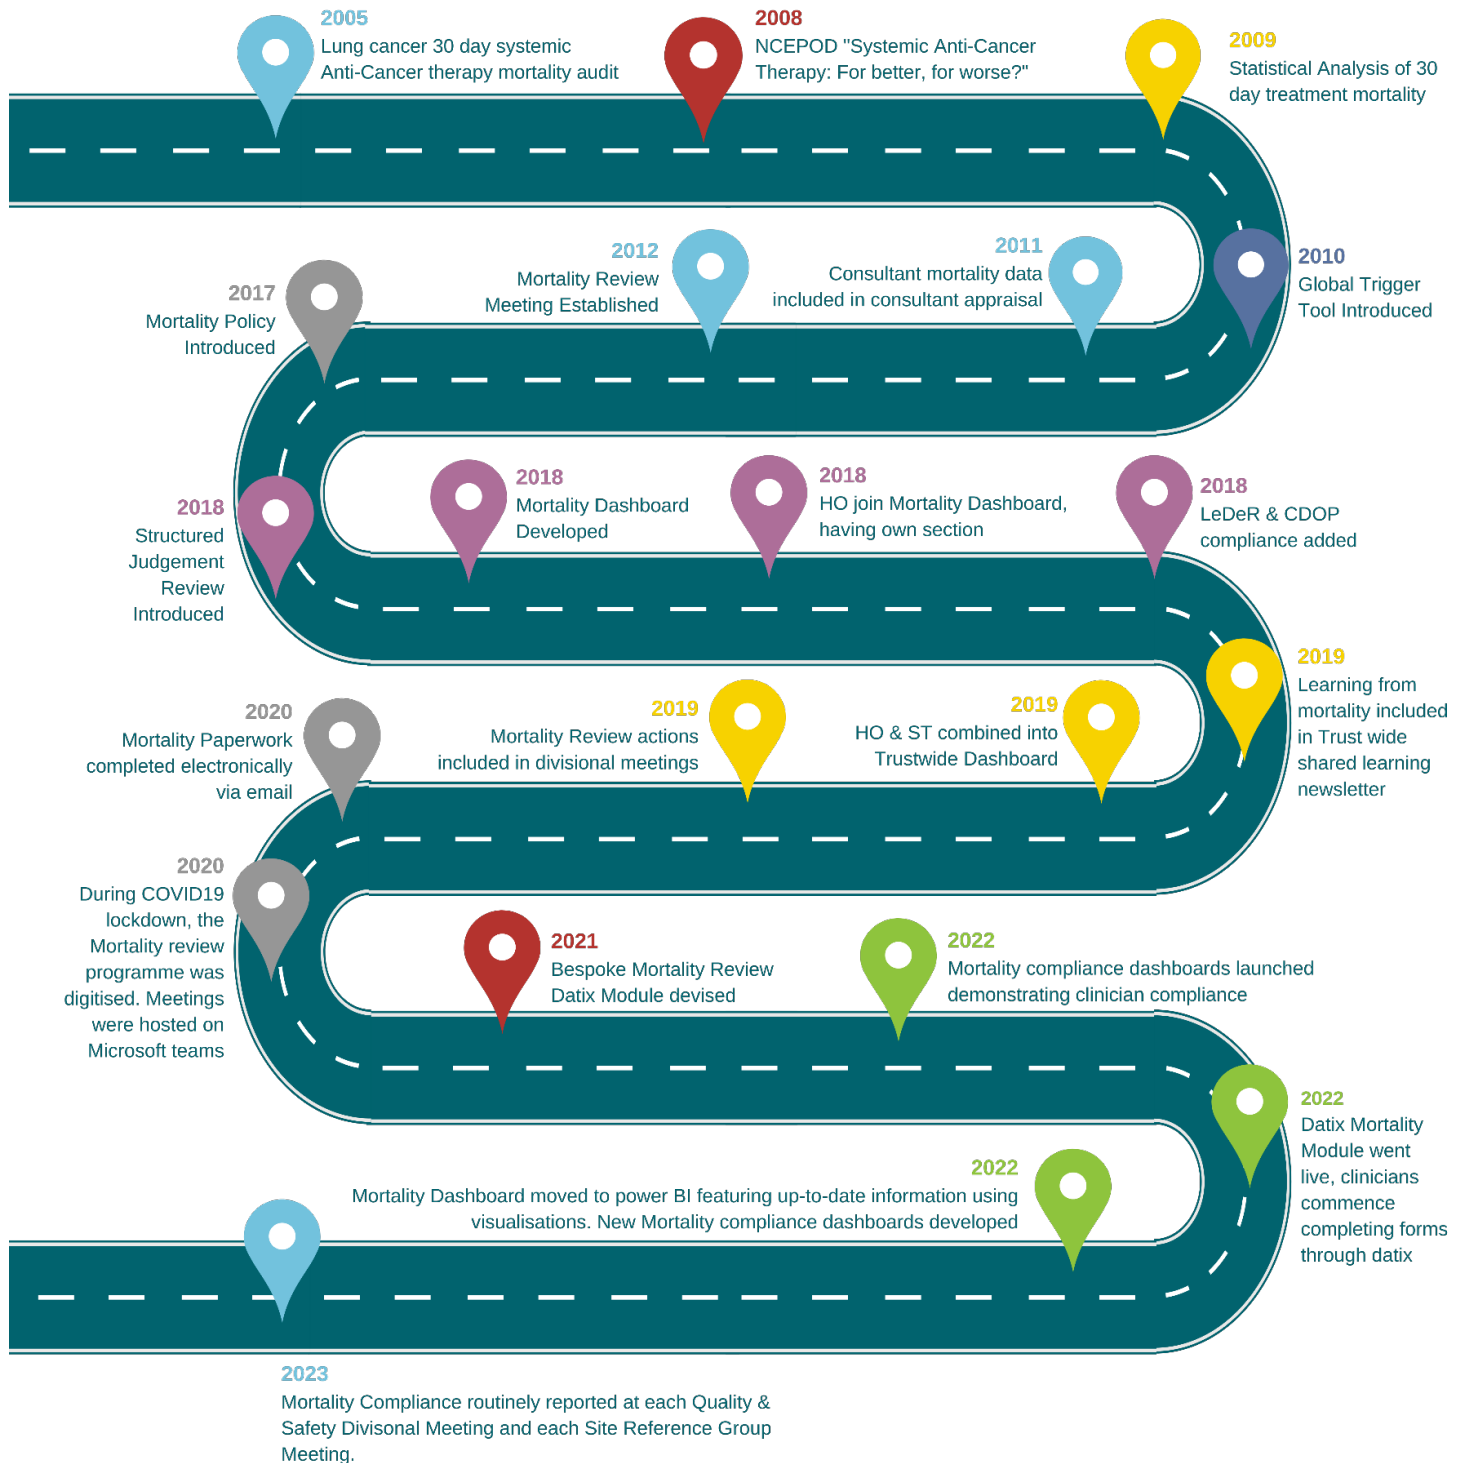 2005
Lung cancer 30 day systemic
Anti-Cancer therapy mortality audit
2008
NCEPOD "Systemic Anti-Cancer
Therapy: For better, for worse?"
2009
Statistical Analysis of 30
day treatment mortality
2010
Global Trigger
Tool Introduced
2011
Consultant mortality data
included in consultant appraisal
2012
Mortality Review
Meeting Established
2017
Mortality Policy
Introduced
2018
Structured
Judgement
Review
Introduced
2018
Mortality Dashboard
Developed
2018
HO join Mortality Dashboard,
having own section
2018
LeDeR & CDOP
compliance added
2019
Learning from
mortality included
in Trust wide
shared learning
newsletter
2019
HO & ST combined into
Trustwide Dashboard
2019
Mortality Review actions
included in divisional meetings
2020
Mortality Paperwork
completed electronically
via email
2020
During COVID19
lockdown, the
Mortality review
programme was
digitised. Meetings
were hosted on
Microsoft teams
2021
Bespoke Mortality Review
Datix Module devised
2022
Mortality compliance dashboards launched
demonstrating clinician compliance
2022
Datix Mortality
Module went
live, clinicians
commence
completing forms
through datix
2022
Mortality Dashboard moved to power BI featuring up-to-date information using
visualisations. New Mortality compliance dashboards developed
2023
Mortality Compliance routinely reported at each Quality &
Safety Divisonal Meeting and each Site Reference Group
Meeting.